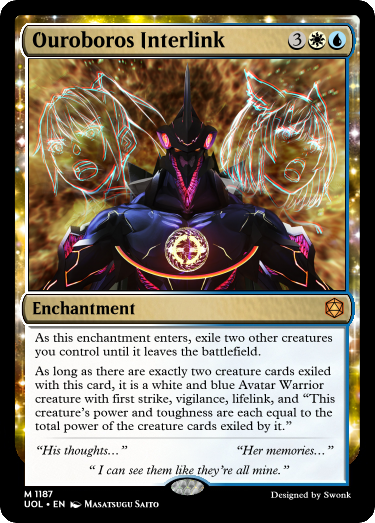 Ouroboros Interlink 3
Enchantment
As this enchantment enters, exile two other creatures
you control until it leaves the battlefield.
As long as there are exactly two creature cards exiled
with this card, it is a white and blue Avatar Warrior
creature with first strike, vigilance, lifelink, and “This
creature's power and toughness are each equal to the
total power of the creature cards exiled by it.”
“His thoughts…” “Her memories…”
“ I can see them like they're all mine.”
M 1187
UOL • EN Masatsugu Saito Designed by Swonk